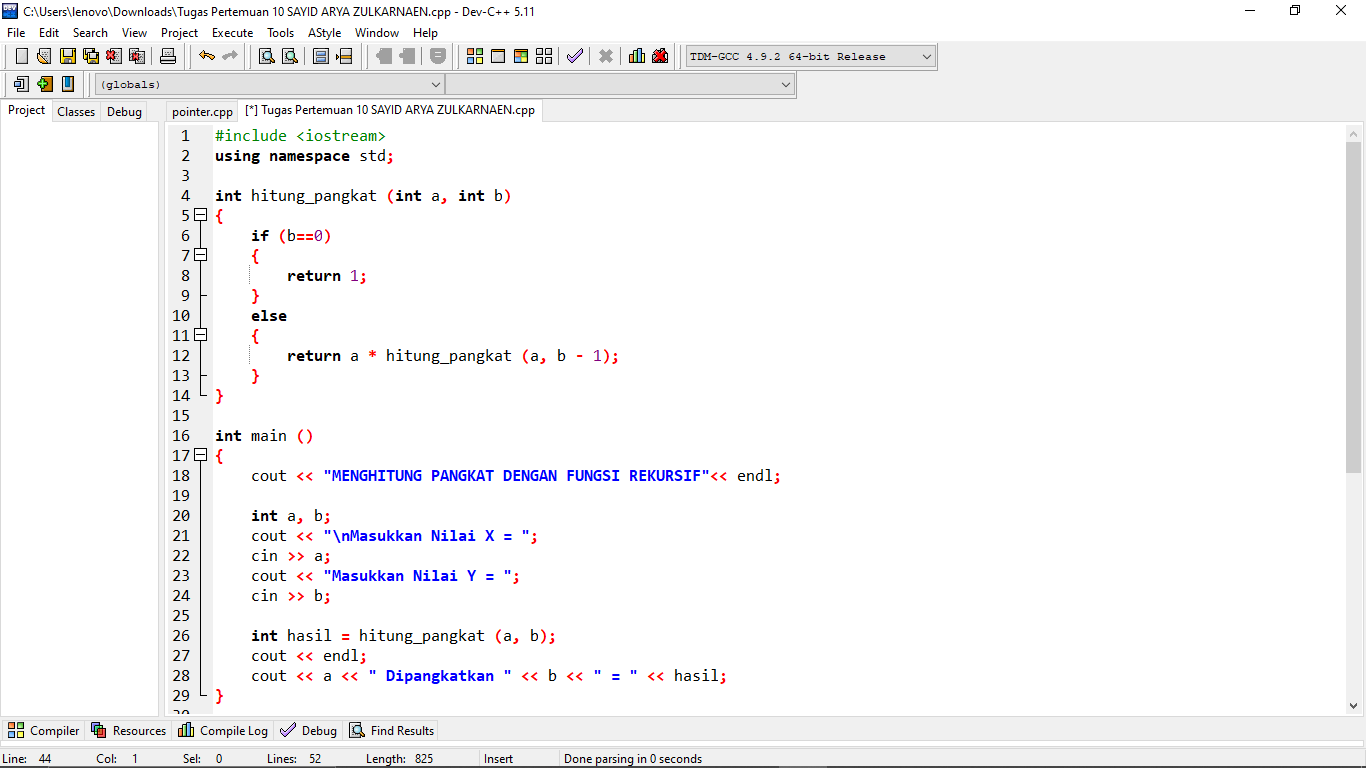 C:\Users\lenovo\Downloads\Tugas Pertemuan 10 SAYID ARYA ZULKARNAEN.cpp - Dev-C++ 5.11
File Edit Search View Project Execute Tools AStyle Window Help
TDM-GCC 4.9.2 64-bit Release
(globals)
Project Classes Debug pointer.cpp [*] Tugas Pertemuan 10 SAYID ARYA ZULKARNAEN.cpp
1 #include <iostream>
2 using namespace std;
3
4 int hitung_pangkat (int a, int b)
5 {
6     if (b==0)
7     {
8         return 1;
9     }
10     else
11     {
12         return a * hitung_pangkat (a, b - 1);
13     }
14 }
15
16 int main ()
17 {
18     cout << "MENGHITUNG PANGKAT DENGAN FUNGSI REKURSIF"<< endl;
19
20     int a, b;
21     cout << "\nMasukkan Nilai X = ";
22     cin >> a;
23     cout << "Masukkan Nilai Y = ";
24     cin >> b;
25
26     int hasil = hitung_pangkat (a, b);
27     cout << endl;
28     cout << a << " Dipangkatkan " << b << " = " << hasil;
29 }
Compiler Resources Compile Log Debug Find Results
Line: 44 Col: 1 Sel: 0 Lines: 52 Length: 825 Insert Done parsing in 0 seconds